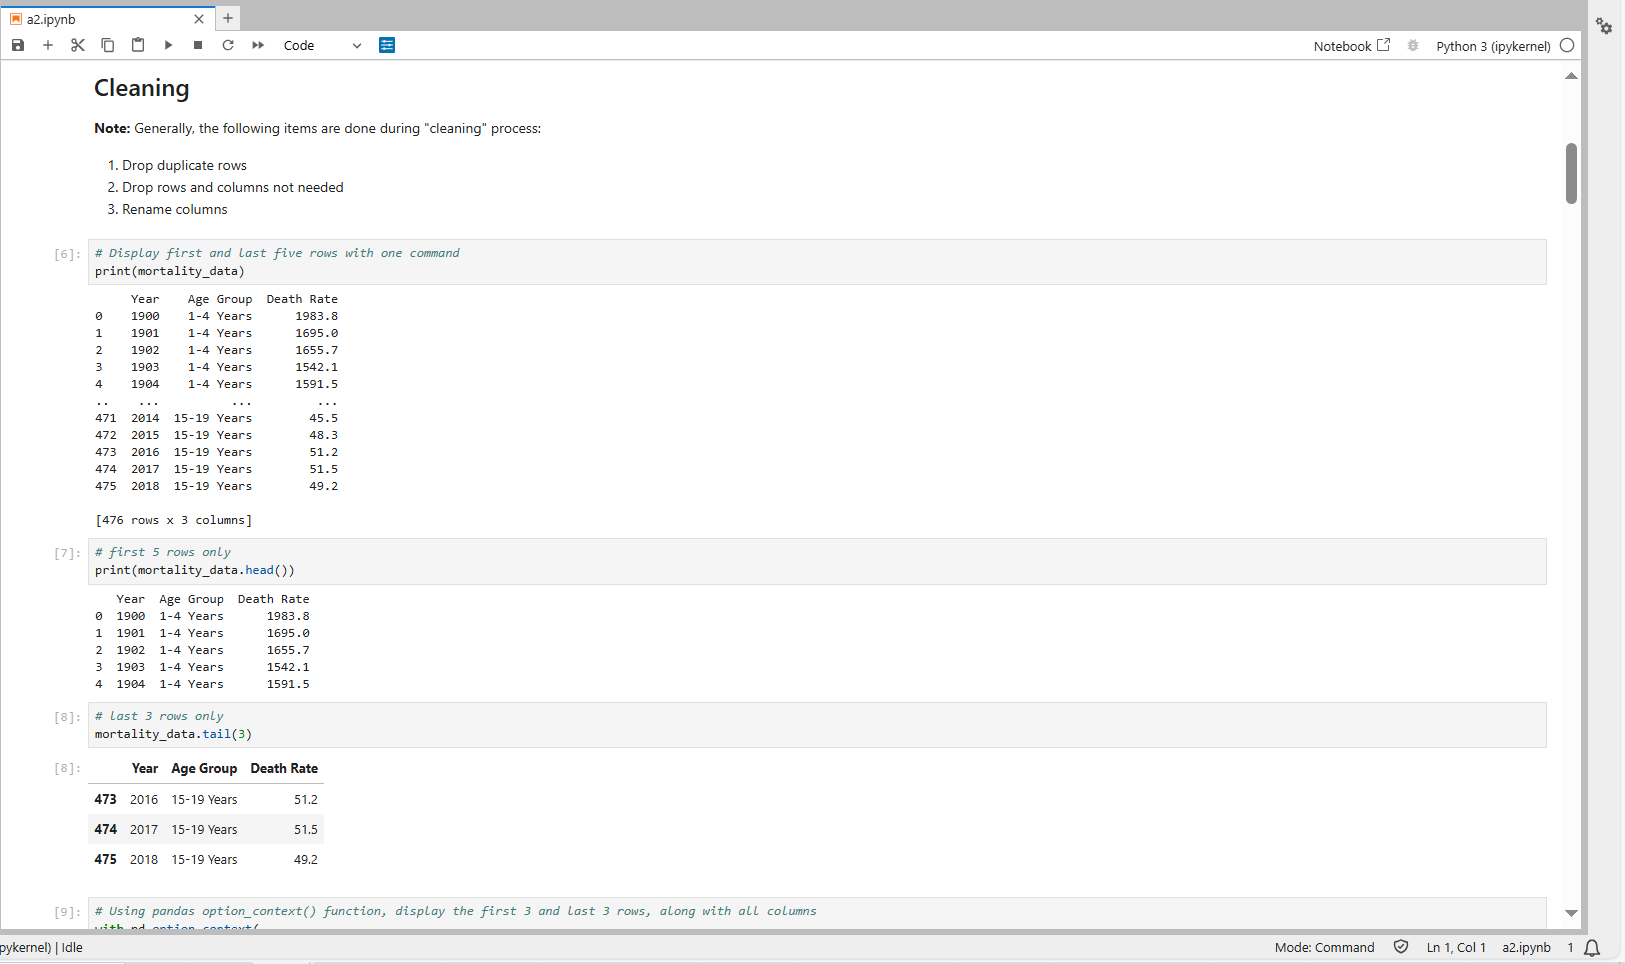 a2.ipynb
Code
Notebook
Python 3 (ipykernel)
Cleaning
Note: Generally, the following items are done during "cleaning" process:
1. Drop duplicate rows
2. Drop rows and columns not needed
3. Rename columns
[6]: # Display first and last five rows with one command
print(mortality_data)
Year Age Group Death Rate
0 1900 1-4 Years 1983.8
1 1901 1-4 Years 1695.0
2 1902 1-4 Years 1655.7
3 1903 1-4 Years 1542.1
4 1904 1-4 Years 1591.5
.. ... ... ...
471 2014 15-19 Years 45.5
472 2015 15-19 Years 48.3
473 2016 15-19 Years 51.2
474 2017 15-19 Years 51.5
475 2018 15-19 Years 49.2
[476 rows x 3 columns]
[7]: # first 5 rows only
print(mortality_data.head())
Year Age Group Death Rate
0 1900 1-4 Years 1983.8
1 1901 1-4 Years 1695.0
2 1902 1-4 Years 1655.7
3 1903 1-4 Years 1542.1
4 1904 1-4 Years 1591.5
[8]: # last 3 rows only
mortality_data.tail(3)
[8]: Year Age Group Death Rate
473 2016 15-19 Years 51.2
474 2017 15-19 Years 51.5
475 2018 15-19 Years 49.2
[9]: # Using pandas option_context() function, display the first 3 and last 3 rows, along with all columns
with pd.option_context(
pykernel) | Idle
Mode: Command
Ln 1, Col 1
a2.ipynb
1